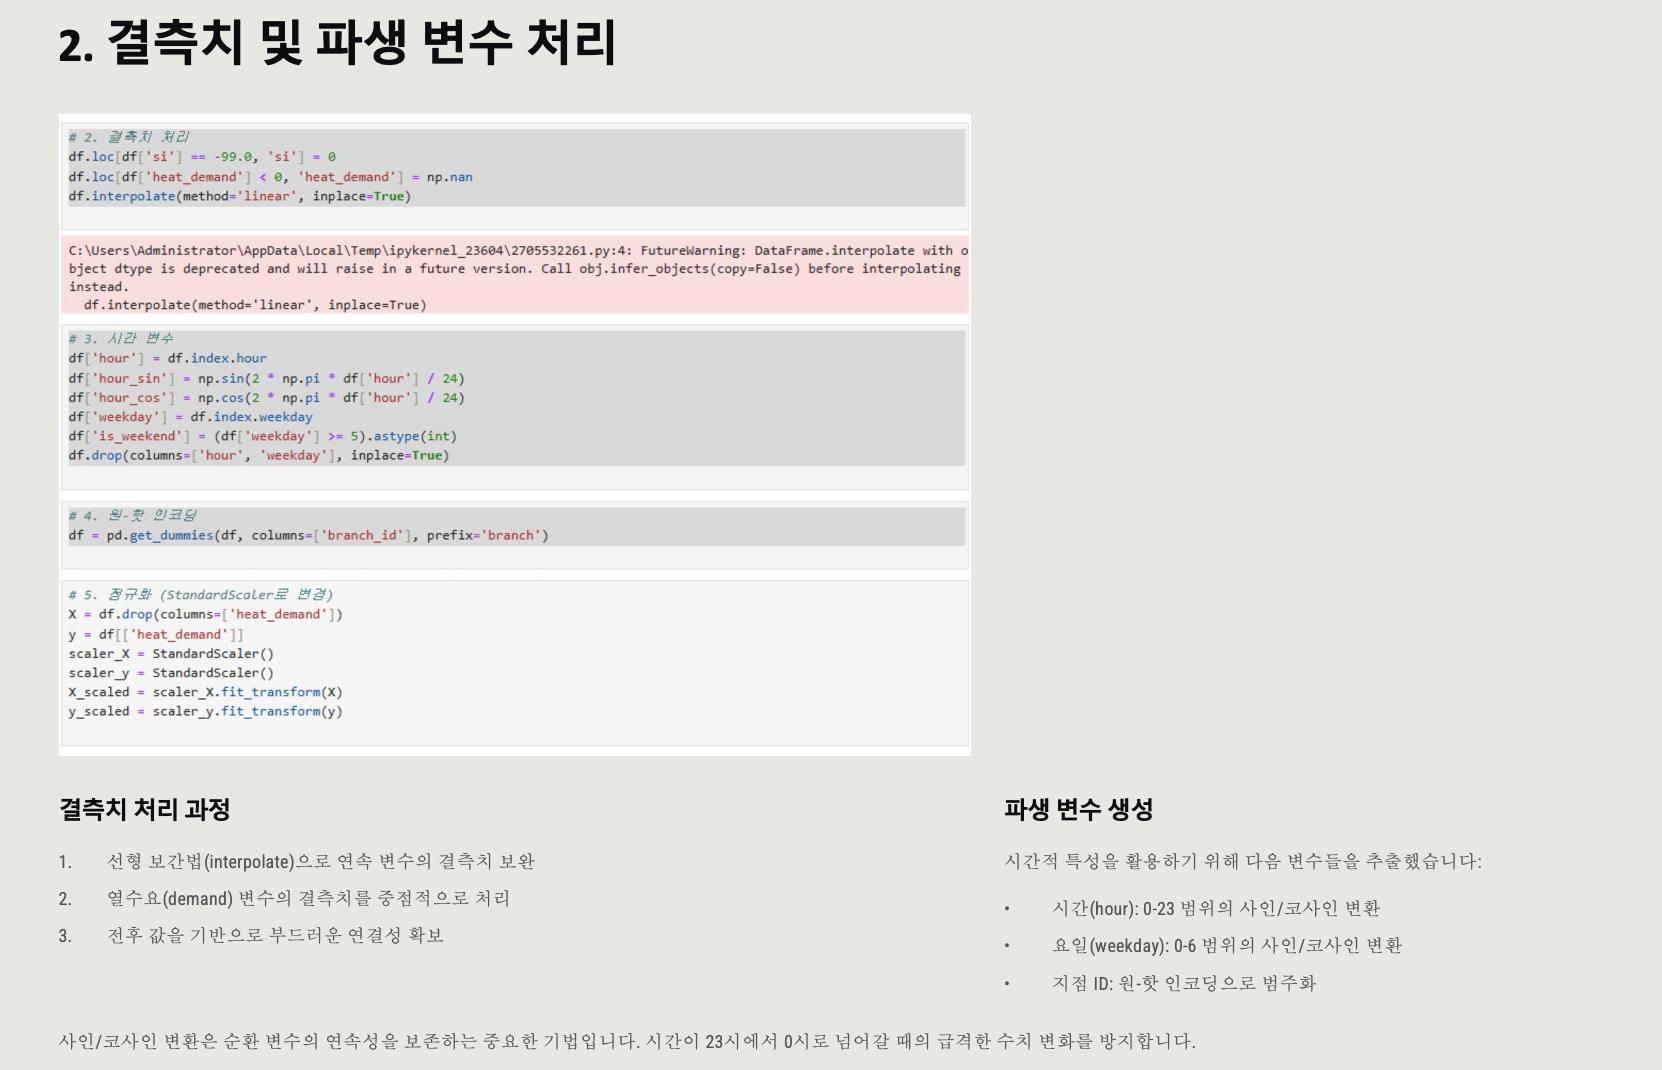 2. 결측치 및 파생 변수 처리
# 2. 결측치 처리
df.loc[df['si'] == -99.0, 'si'] = 0
df.loc[df['heat_demand'] < 0, 'heat_demand'] = np.nan
df.interpolate(method='linear', inplace=True)
C:\Users\Administrator\AppData\Local\Temp\ipykernel_23604\2705532261.py:4: FutureWarning: DataFrame.interpolate with o
bject dtype is deprecated and will raise in a future version. Call obj.infer_objects(copy=False) before interpolating
instead.
  df.interpolate(method='linear', inplace=True)
# 3. 시간 변수
df['hour'] = df.index.hour
df['hour_sin'] = np.sin(2 * np.pi * df['hour'] / 24)
df['hour_cos'] = np.cos(2 * np.pi * df['hour'] / 24)
df['weekday'] = df.index.weekday
df['is_weekend'] = (df['weekday'] >= 5).astype(int)
df.drop(columns=['hour', 'weekday'], inplace=True)
# 4. 원-핫 인코딩
df = pd.get_dummies(df, columns=['branch_id'], prefix='branch')
# 5. 정규화 (StandardScaler로 변경)
X = df.drop(columns=['heat_demand'])
y = df[['heat_demand']]
scaler_X = StandardScaler()
scaler_y = StandardScaler()
X_scaled = scaler_X.fit_transform(X)
y_scaled = scaler_y.fit_transform(y)
결측치 처리 과정
1. 선형 보간법(interpolate)으로 연속 변수의 결측치 보완
2. 열수요(demand) 변수의 결측치를 중점적으로 처리
3. 전후 값을 기반으로 부드러운 연결성 확보
파생 변수 생성
시간적 특성을 활용하기 위해 다음 변수들을 추출했습니다:
• 시간(hour): 0-23 범위의 사인/코사인 변환
• 요일(weekday): 0-6 범위의 사인/코사인 변환
• 지점 ID: 원-핫 인코딩으로 범주화
사인/코사인 변환은 순환 변수의 연속성을 보존하는 중요한 기법입니다. 시간이 23시에서 0시로 넘어갈 때의 급격한 수치 변화를 방지합니다.